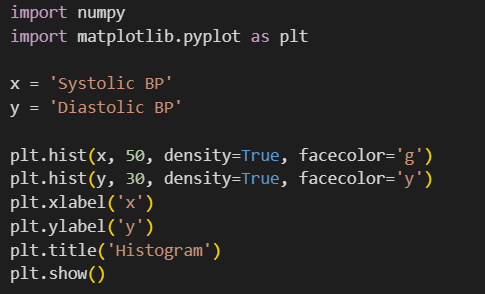 import numpy
import matplotlib.pyplot as plt
x = 'Systolic BP'
y = 'Diastolic BP'
plt.hist(x, 50, density=True, facecolor='g')
plt.hist(y, 30, density=True, facecolor='y')
plt.xlabel('x')
plt.ylabel('y')
plt.title('Histogram')
plt.show()